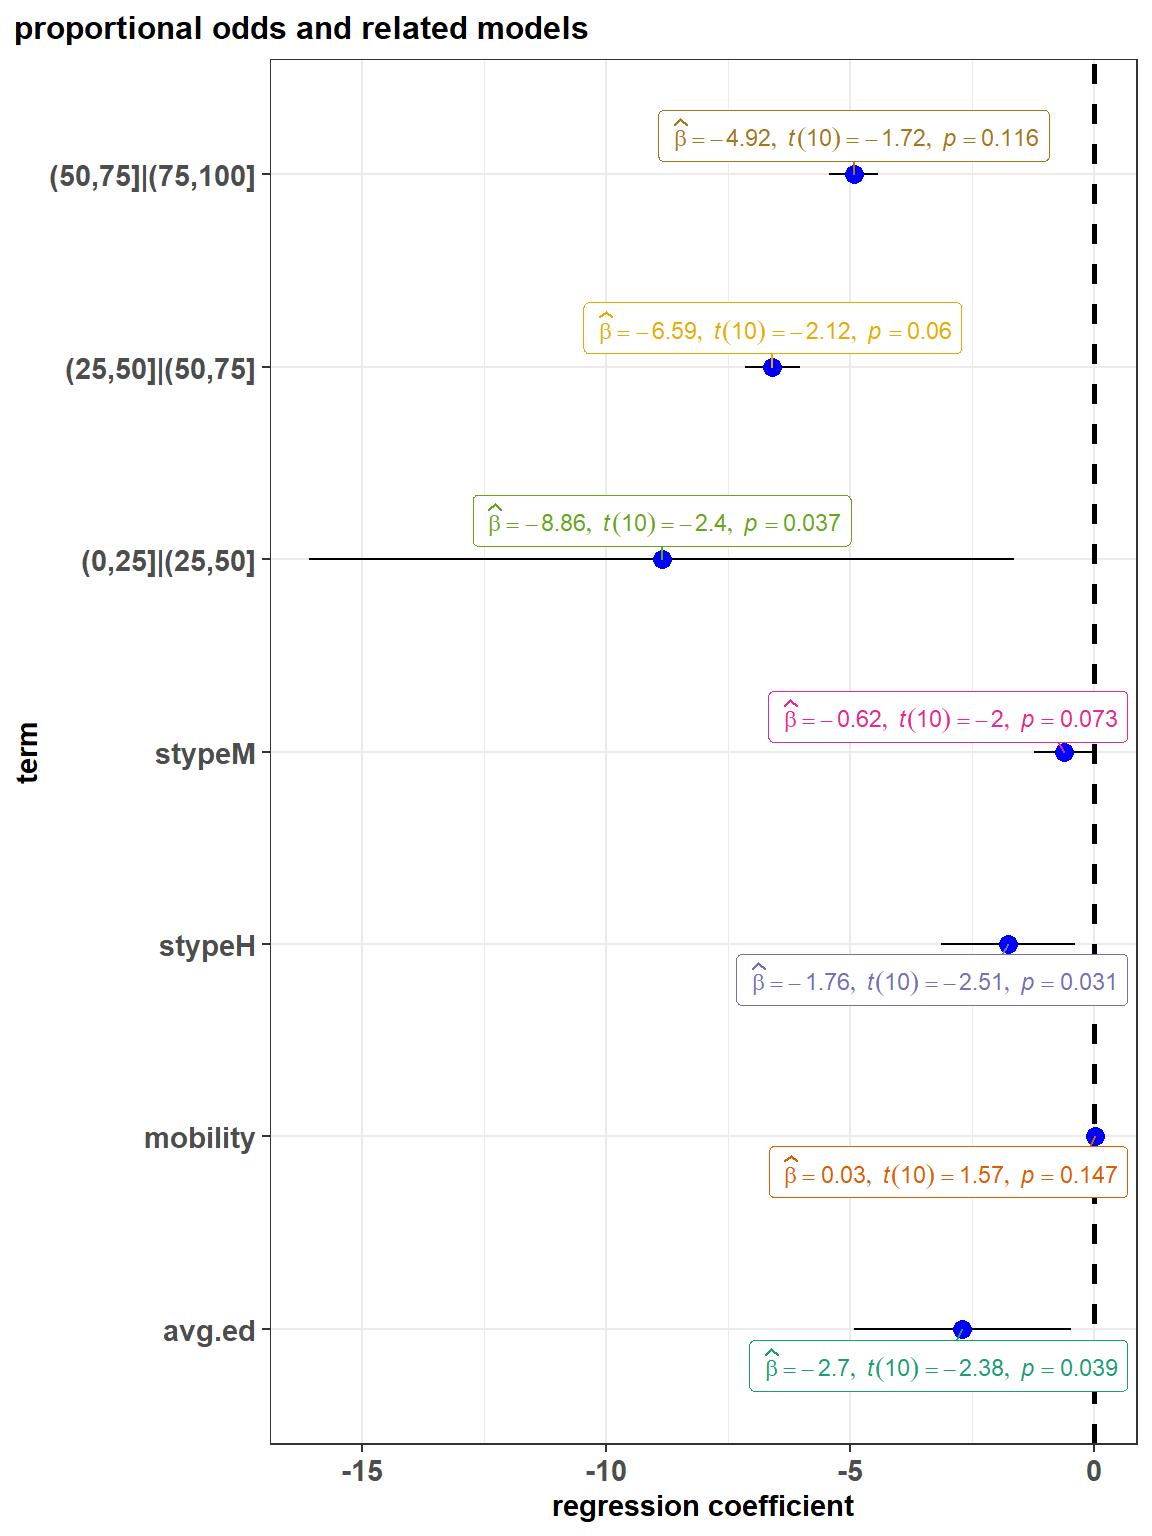 proportional odds and related models
β̂ = −4.92, t(10) = −1.72, p = 0.116
(50,75]|(75,100]
β̂ = −6.59, t(10) = −2.12, p = 0.06
(25,50]|(50,75]
β̂ = −8.86, t(10) = −2.4, p = 0.037
(0,25]|(25,50]
β̂ = −0.62, t(10) = −2, p = 0.073
term
stypeM
stypeH
β̂ = −1.76, t(10) = −2.51, p = 0.031
mobility
β̂ = 0.03, t(10) = 1.57, p = 0.147
avg.ed
β̂ = −2.7, t(10) = −2.38, p = 0.039
-15 -10 -5 0
regression coefficient